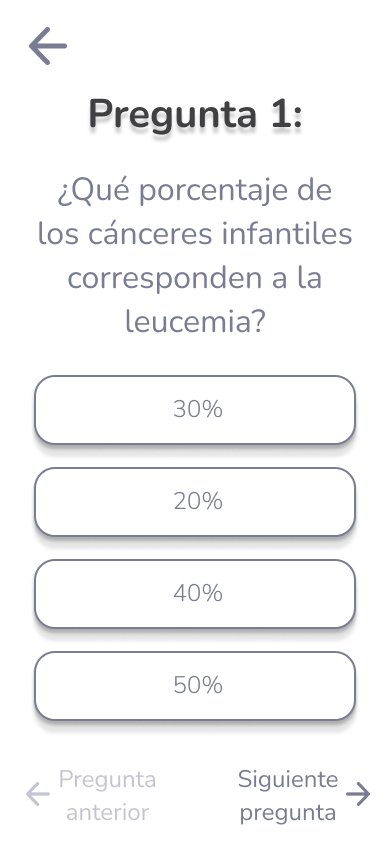 Pregunta 1:
¿Qué porcentaje de
los cánceres infantiles
corresponden a la
leucemia?
30%
20%
40%
50%
Pregunta
anterior
Siguiente
pregunta